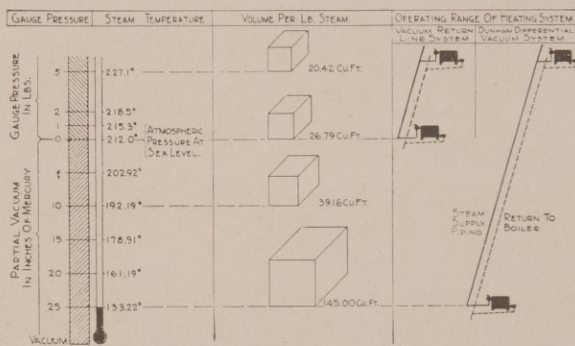 GAUGE PRESSURE
STEAM TEMPERATURE
VOLUME PER LB. STEAM.
OPERATING RANGE OF HEATING SYSTEM
VACUUM RETURN
LINE SYSTEM
DUNHAM DIFFERENTIAL
VACUUM SYSTEM
GAUGE PRESSURE
IN LBS.
5
227.1°
20.42 CU.FT.
2
218.5°
1
215.3°
0
212.0°
ATMOSPHERIC
PRESSURE AT
SEA LEVEL.
26.79 CU.FT.
PARTIAL VACUUM
IN INCHES OF MERCURY
202.92°
10
192.19°
39.16 CU.FT.
15
178.91°
20
161.19°
25
133.22°
145.00 CU.FT.
STEAM
SUPPLY
PIPING
RETURN TO
BOILER
VACUUM